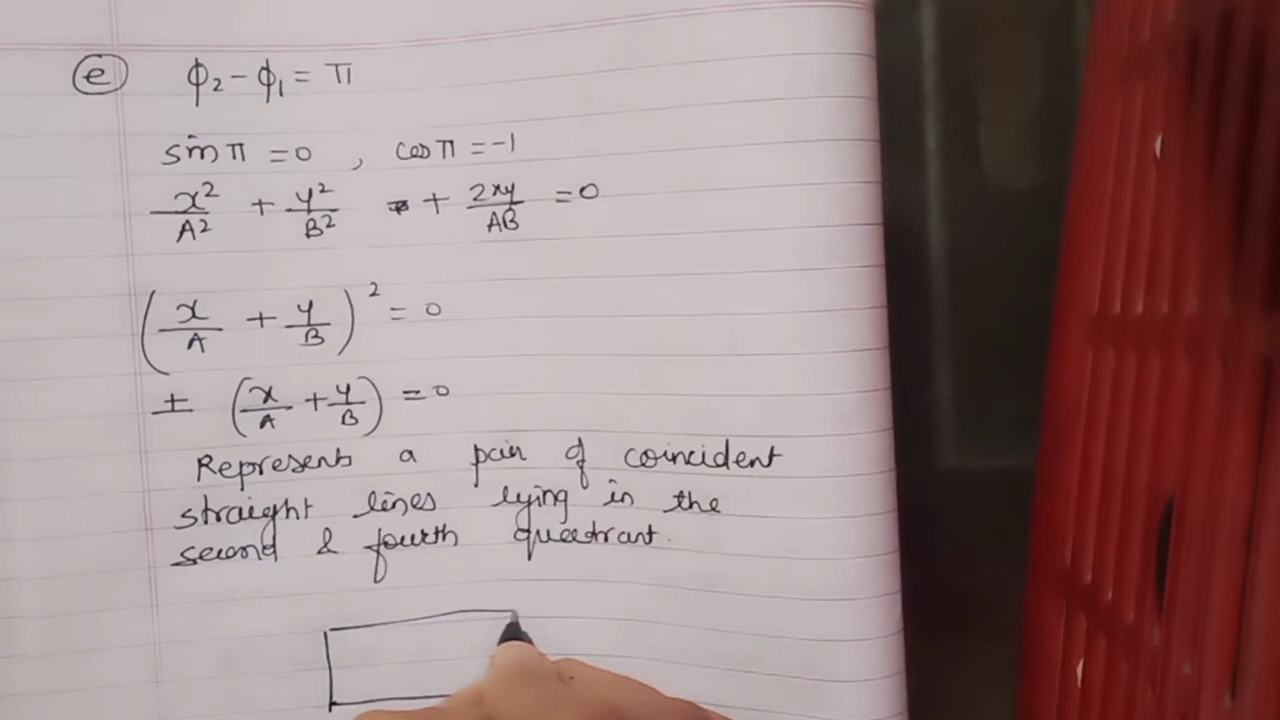 (e) ϕ₂ - ϕ₁ = π
sin π = 0 , cos π = -1
x²/A² + y²/B² + 2xy/AB = 0
(x/A + y/B)² = 0
± (x/A + y/B) = 0
Represents a pair of coincident
straight lines lying in the
second & fourth quadrant.